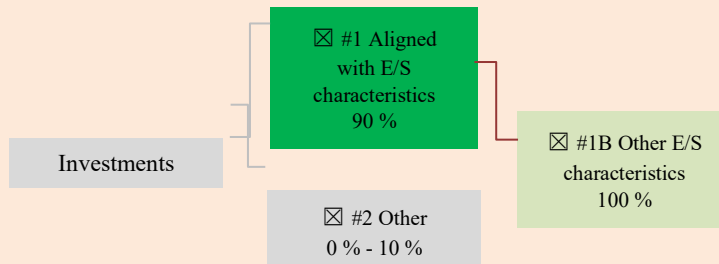 ☒ #1 Aligned
with E/S
characteristics
90 %
Investments
☒ #1B Other E/S
characteristics
100 %
☒ #2 Other
0 % - 10 %